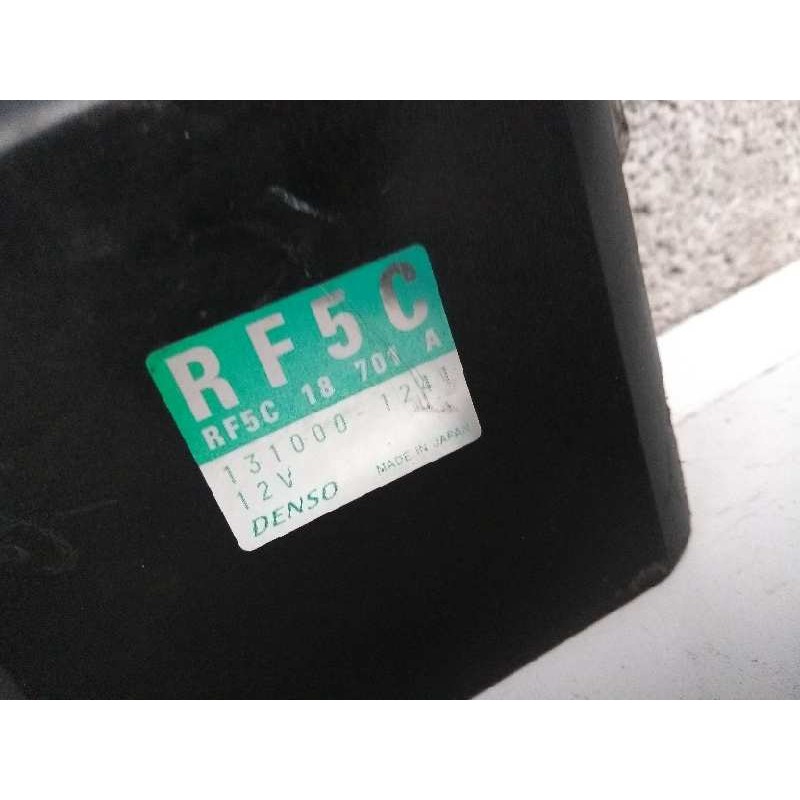 RF5C
RF5C 18 701 A
131000-
12V
DENSO
MADE IN JAPAN